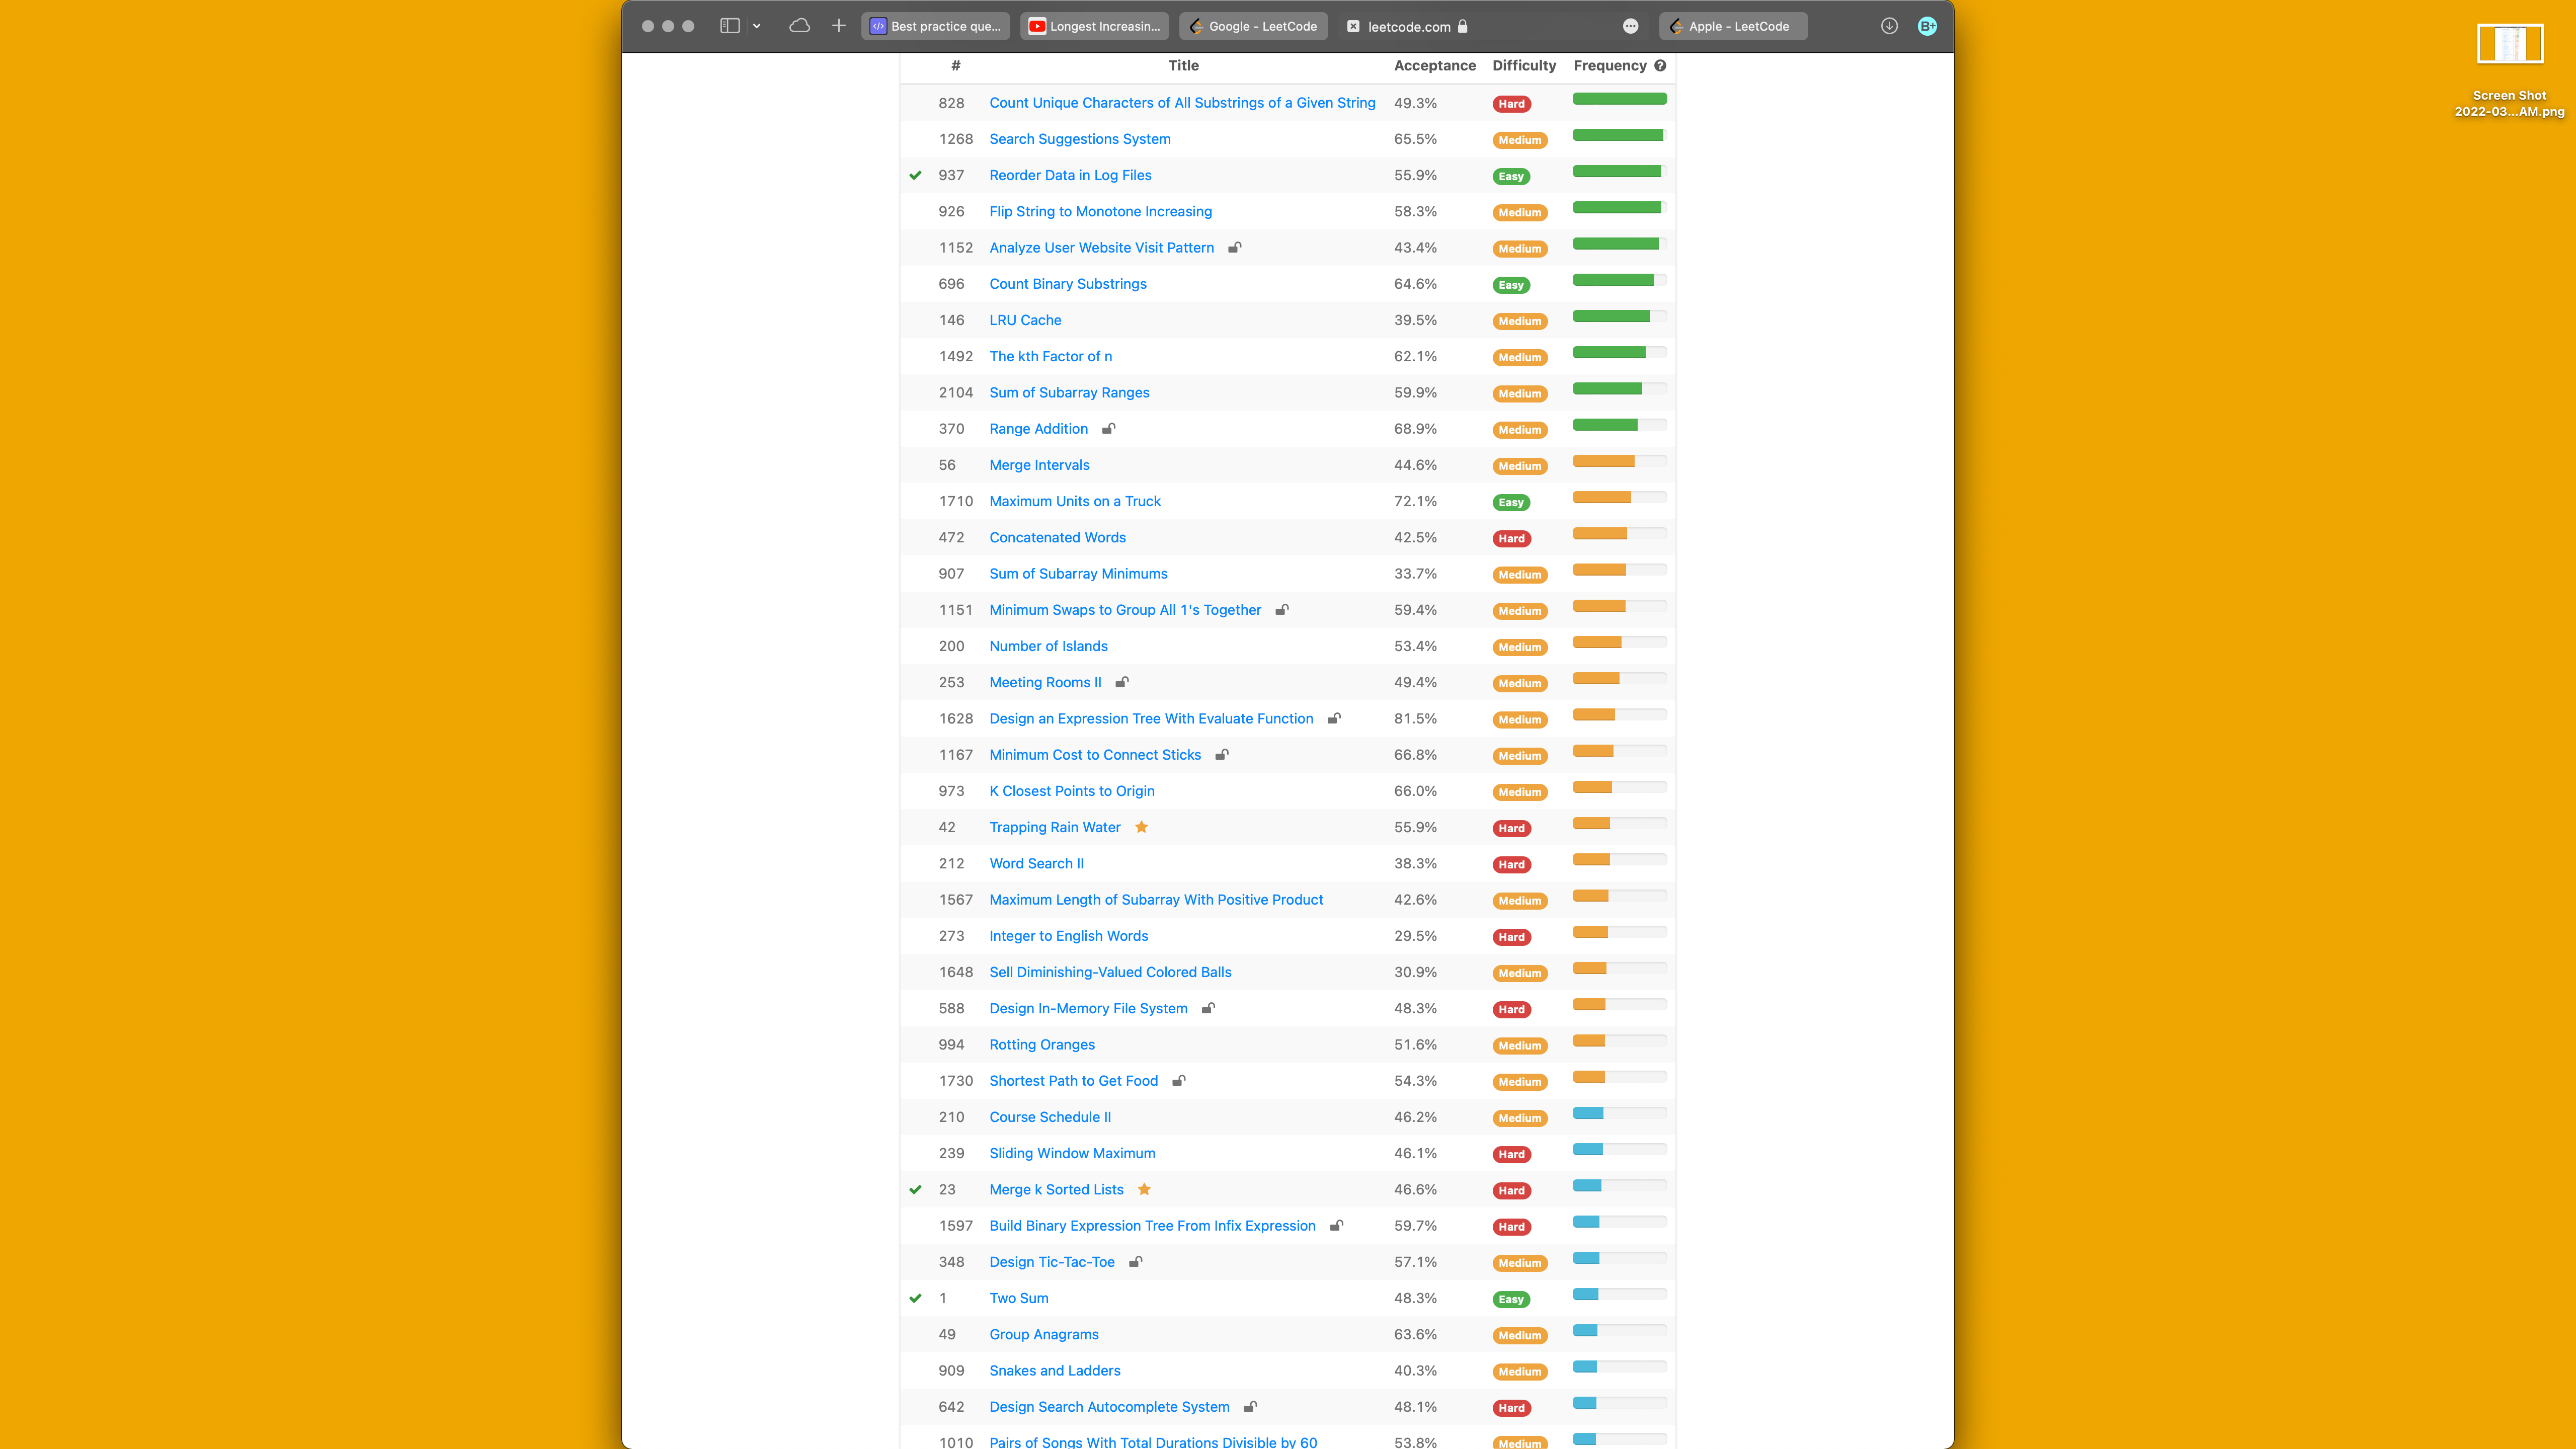 Best practice que...
Longest Increasin...
Google - LeetCode
leetcode.com
Apple - LeetCode
B+
Screen Shot
2022-03...AM.png
# Title Acceptance Difficulty Frequency
828 Count Unique Characters of All Substrings of a Given String 49.3% Hard
1268 Search Suggestions System 65.5% Medium
937 Reorder Data in Log Files 55.9% Easy
926 Flip String to Monotone Increasing 58.3% Medium
1152 Analyze User Website Visit Pattern 43.4% Medium
696 Count Binary Substrings 64.6% Easy
146 LRU Cache 39.5% Medium
1492 The kth Factor of n 62.1% Medium
2104 Sum of Subarray Ranges 59.9% Medium
370 Range Addition 68.9% Medium
56 Merge Intervals 44.6% Medium
1710 Maximum Units on a Truck 72.1% Easy
472 Concatenated Words 42.5% Hard
907 Sum of Subarray Minimums 33.7% Medium
1151 Minimum Swaps to Group All 1's Together 59.4% Medium
200 Number of Islands 53.4% Medium
253 Meeting Rooms II 49.4% Medium
1628 Design an Expression Tree With Evaluate Function 81.5% Medium
1167 Minimum Cost to Connect Sticks 66.8% Medium
973 K Closest Points to Origin 66.0% Medium
42 Trapping Rain Water 55.9% Hard
212 Word Search II 38.3% Hard
1567 Maximum Length of Subarray With Positive Product 42.6% Medium
273 Integer to English Words 29.5% Hard
1648 Sell Diminishing-Valued Colored Balls 30.9% Medium
588 Design In-Memory File System 48.3% Hard
994 Rotting Oranges 51.6% Medium
1730 Shortest Path to Get Food 54.3% Medium
210 Course Schedule II 46.2% Medium
239 Sliding Window Maximum 46.1% Hard
23 Merge k Sorted Lists 46.6% Hard
1597 Build Binary Expression Tree From Infix Expression 59.7% Hard
348 Design Tic-Tac-Toe 57.1% Medium
1 Two Sum 48.3% Easy
49 Group Anagrams 63.6% Medium
909 Snakes and Ladders 40.3% Medium
642 Design Search Autocomplete System 48.1% Hard
1010 Pairs of Songs With Total Durations Divisible by 60 53.8% Medium